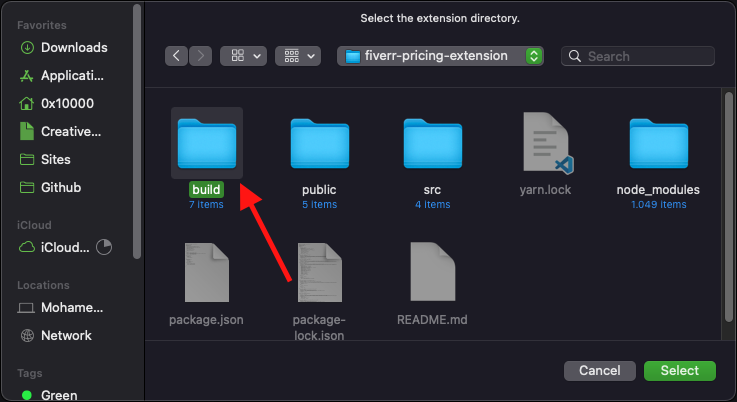 Select the extension directory.
Favorites
Downloads
Applicati...
0x10000
Creative...
Sites
Github
iCloud
iCloud...
Locations
Mohame...
Network
Tags
Green
fiverr-pricing-extension
Search
build
7 items
public
5 items
src
4 items
yarn.lock
node_modules
1.049 items
package.json
package-
lock.json
README.md
Cancel
Select